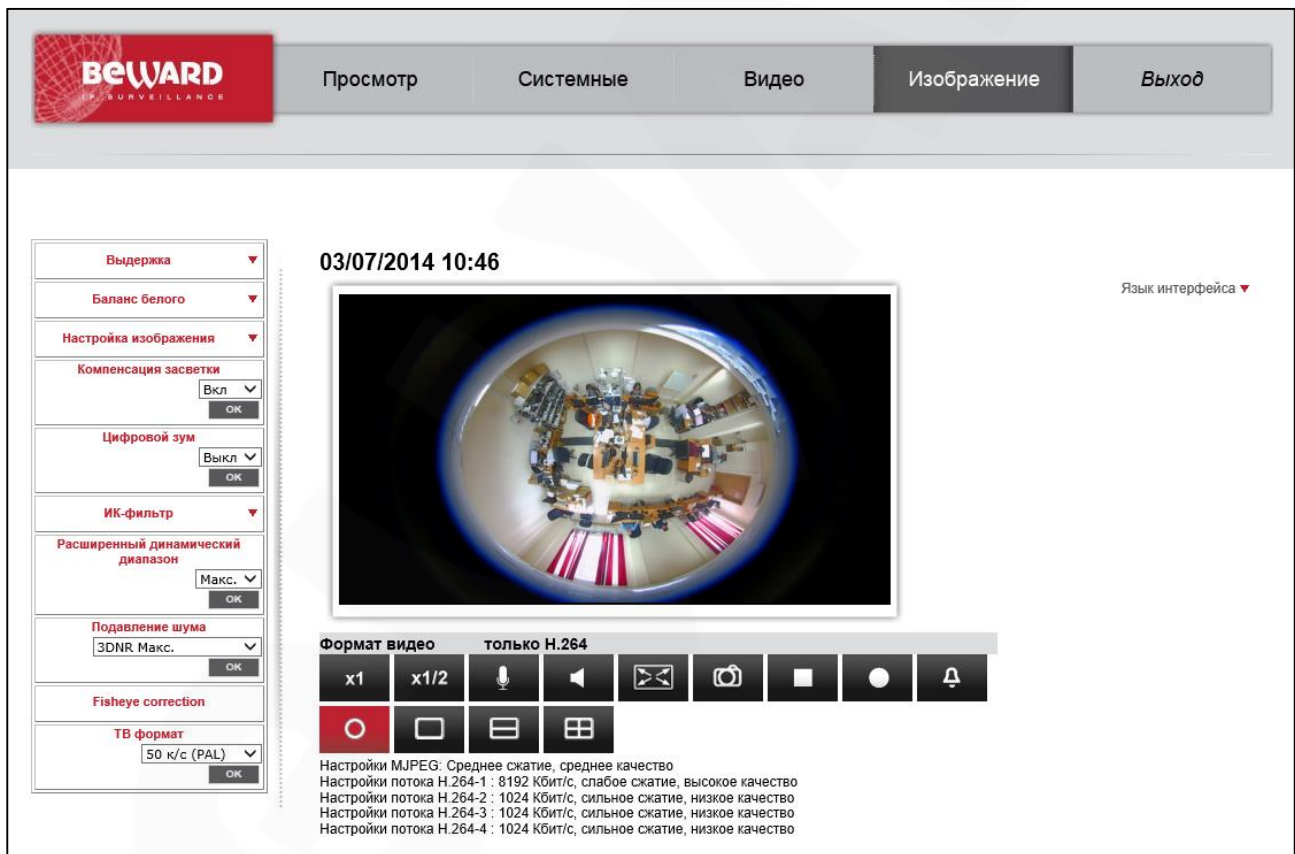 BEWARD
IP SURVEILLANCE
Просмотр
Системные
Видео
Изображение
Выход
Выдержка
Баланс белого
Настройка изображения
Компенсация засветки
Вкл
ОК
Цифровой зум
Выкл
ОК
ИК-фильтр
Расширенный динамический
диапазон
Макс.
ОК
Подавление шума
3DNR Макс.
ОК
Fisheye correction
ТВ формат
50 к/с (PAL)
ОК
03/07/2014 10:46
Язык интерфейса
Формат видео только H.264
x1
x1/2
Настройки MJPEG: Среднее сжатие, среднее качество
Настройки потока H.264-1 : 8192 Кбит/с, слабое сжатие, высокое качество
Настройки потока H.264-2 : 1024 Кбит/с, сильное сжатие, низкое качество
Настройки потока H.264-3 : 1024 Кбит/с, сильное сжатие, низкое качество
Настройки потока H.264-4 : 1024 Кбит/с, сильное сжатие, низкое качество